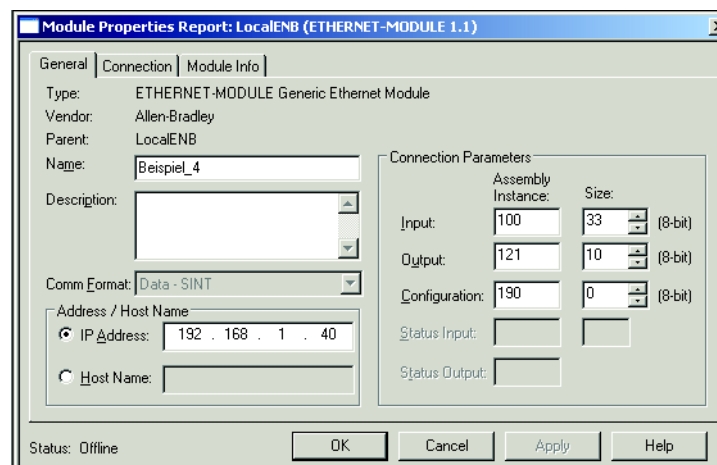 Module Properties Report: LocalENB (ETHERNET-MODULE 1.1)
General Connection Module Info
Type: ETHERNET-MODULE Generic Ethernet Module
Vendor: Allen-Bradley
Parent: LocalENB
Name: Beispiel_4
Description:
Comm Format: Data - SINT
Address / Host Name
IP Address: 192 . 168 . 1 . 40
Host Name:
Connection Parameters
Assembly Instance: Size:
Input: 100 33 (8-bit)
Output: 121 10 (8-bit)
Configuration: 190 0 (8-bit)
Status Input:
Status Output:
Status: Offline
OK Cancel Apply Help